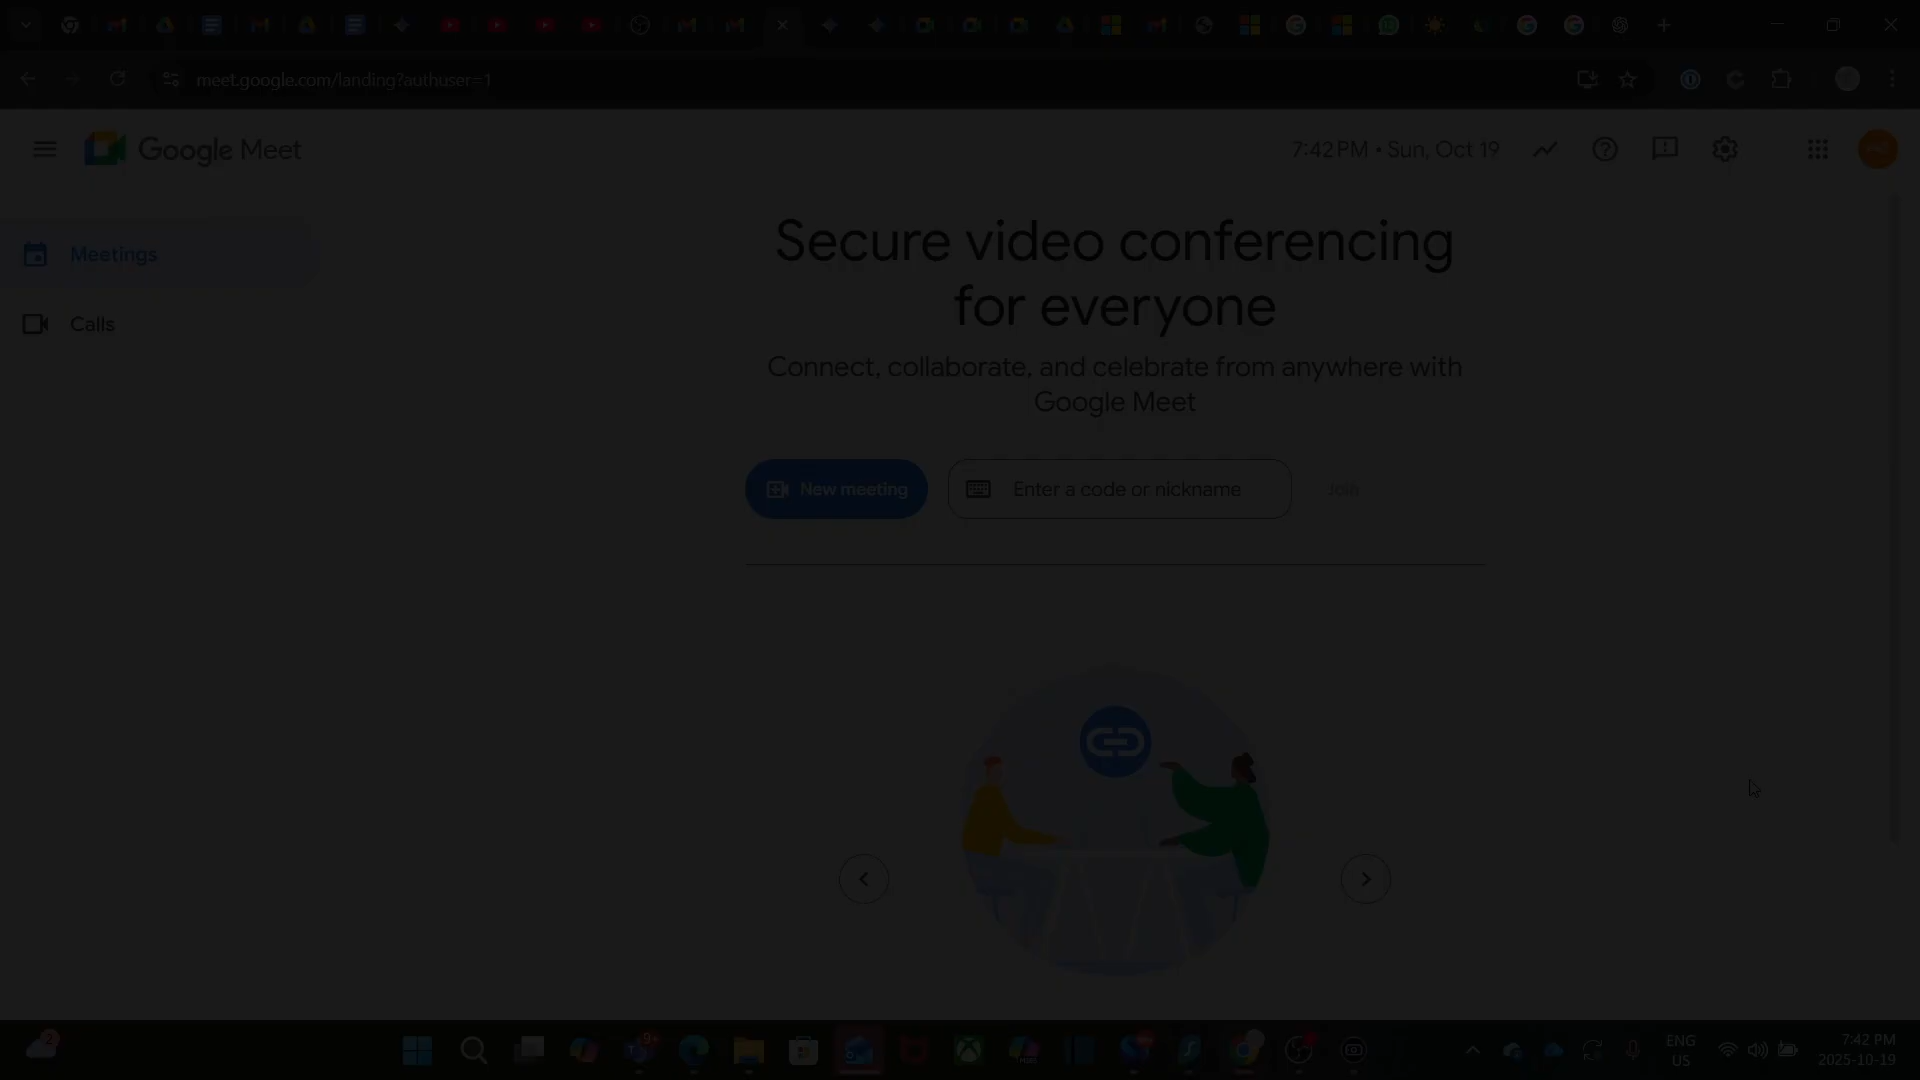 meet.google.com/landing?authuser=1
Google Meet
7:42 PM • Sun, Oct 19
Meetings
Calls
Secure video conferencing
for everyone
Connect, collaborate, and celebrate from anywhere with
Google Meet
New meeting
Enter a code or nickname
Join
2
9+
ENG
US
7:42 PM
2025-10-19